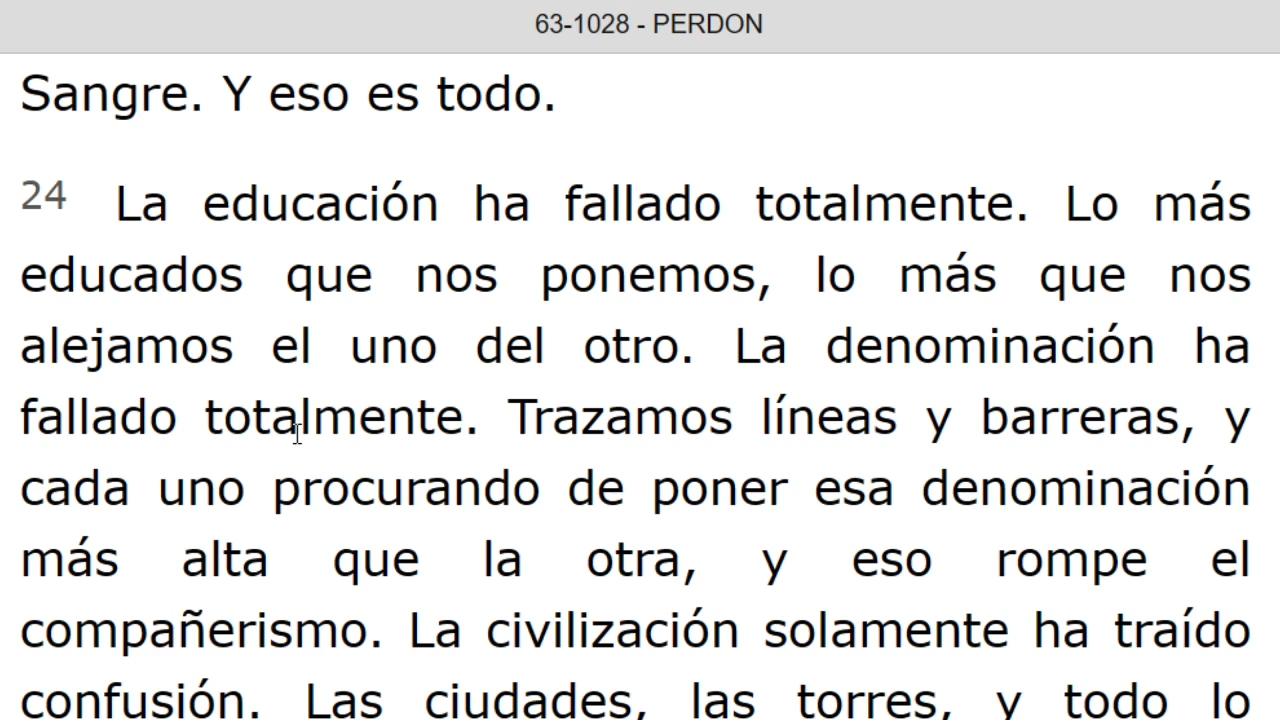 63-1028 - PERDON
Sangre. Y eso es todo.
24 La educación ha fallado totalmente. Lo más
educados que nos ponemos, lo más que nos
alejamos el uno del otro. La denominación ha
fallado totalmente. Trazamos líneas y barreras, y
cada uno procurando de poner esa denominación
más alta que la otra, y eso rompe el
compañerismo. La civilización solamente ha traído
confusión. Las ciudades, las torres, y todo lo